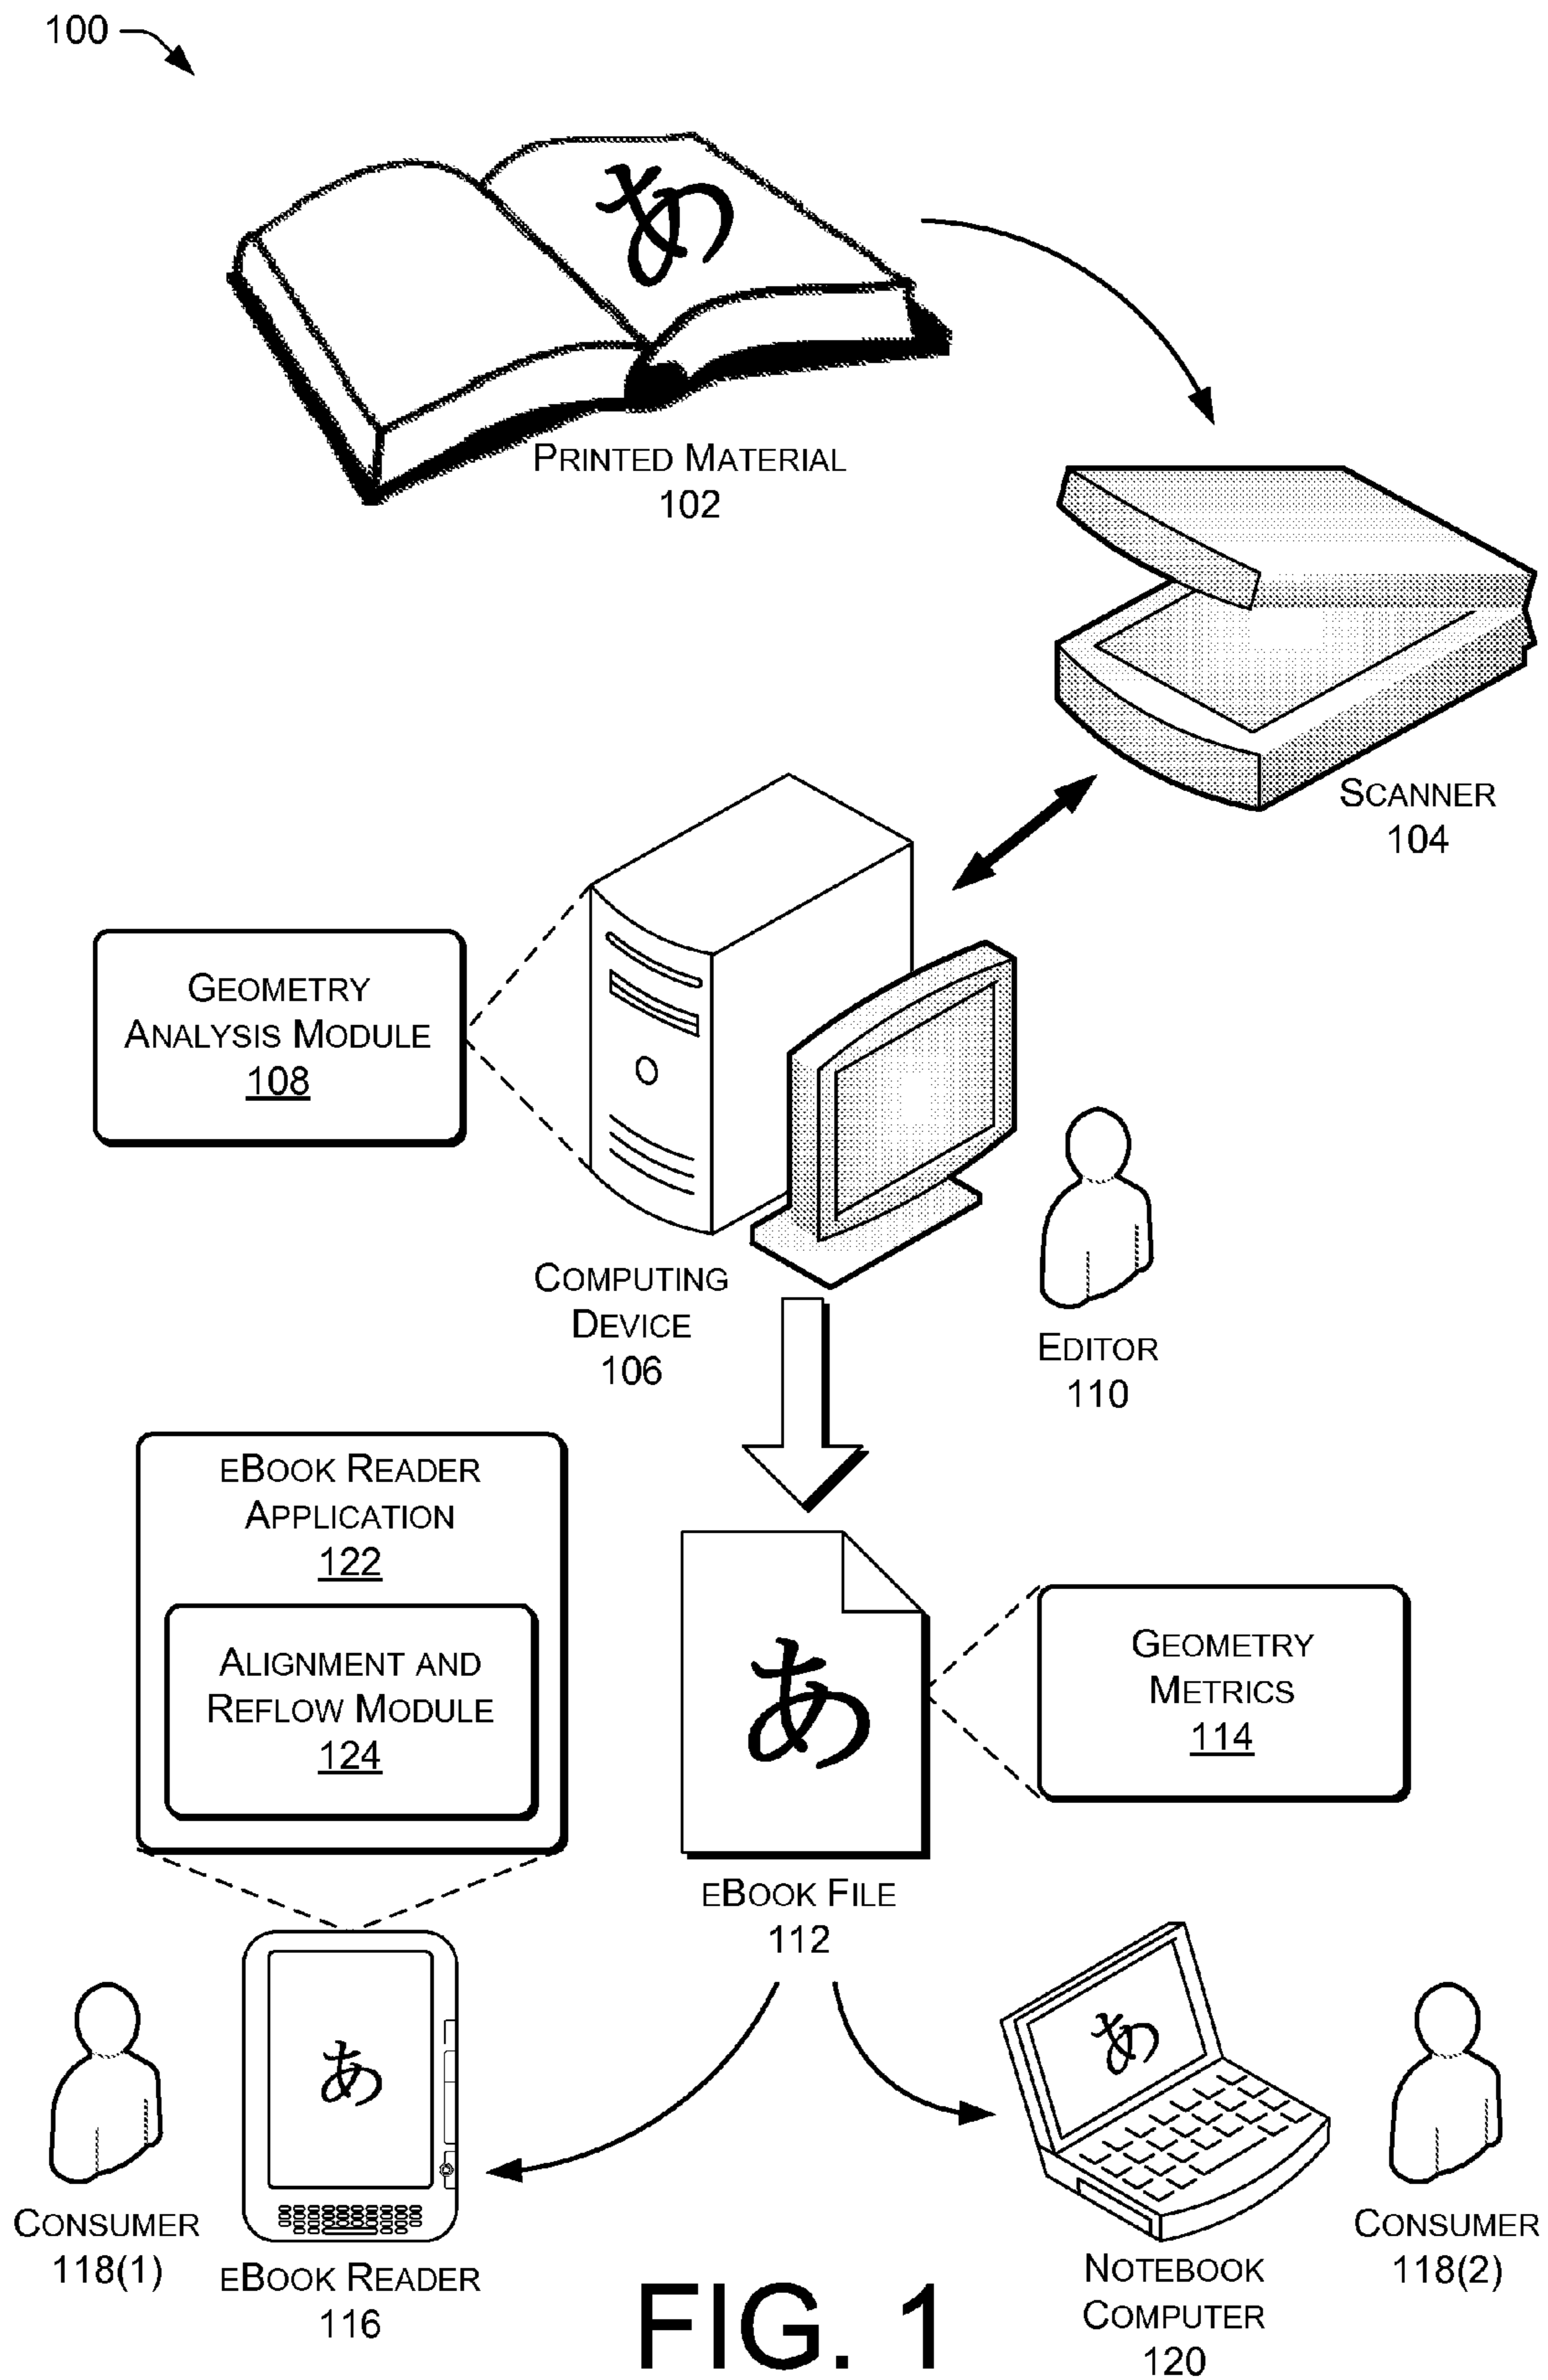 100
あ
PRINTED MATERIAL
102
SCANNER
104
GEOMETRY
ANALYSIS MODULE
108
COMPUTING
DEVICE
106
EDITOR
110
EBOOK READER
APPLICATION
122
ALIGNMENT AND
REFLOW MODULE
124
あ
GEOMETRY
METRICS
114
EBOOK FILE
112
あ
あ
CONSUMER
118(1)
EBOOK READER
116
NOTEBOOK
COMPUTER
120
CONSUMER
118(2)
FIG. 1